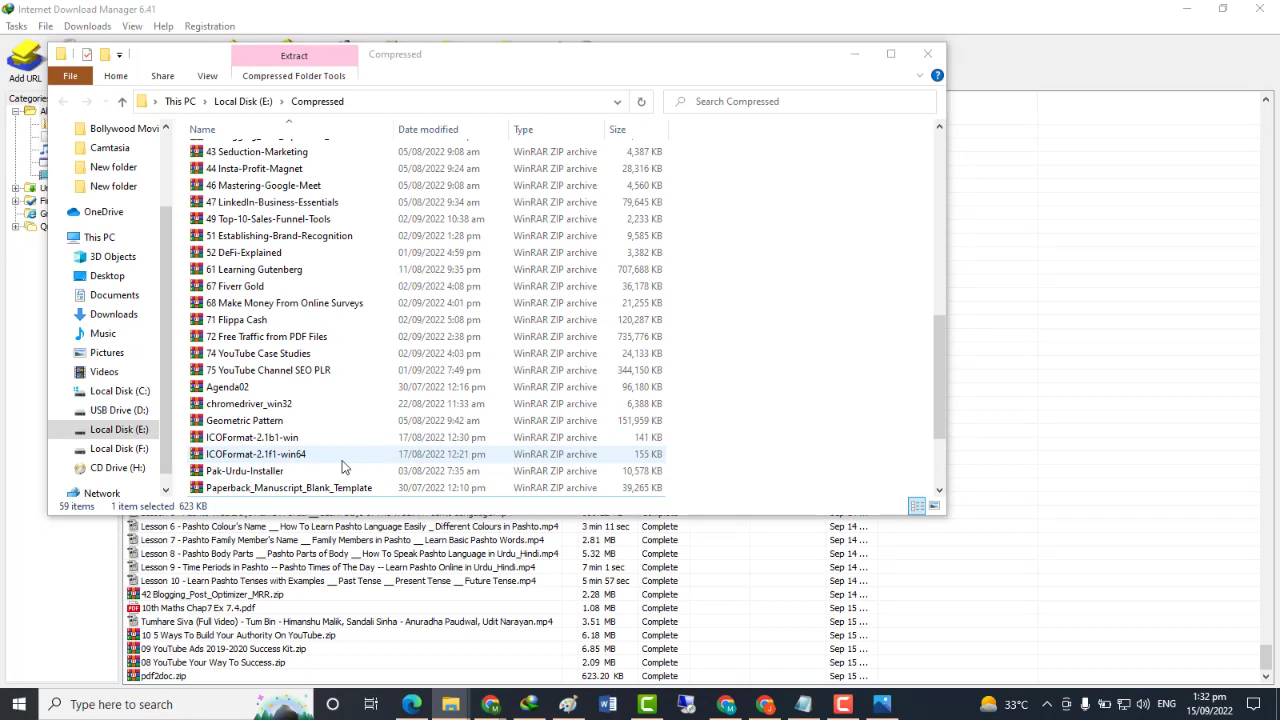 Internet Download Manager 6.41
Tasks File Downloads View Help Registration
Add URL
Categories
Extract Compressed
File Home Share View Compressed Folder Tools
This PC Local Disk (E:) Compressed Search Compressed
Name Date modified Type Size
43 Seduction-Marketing 05/08/2022 9:08 am WinRAR ZIP archive 4,387 KB
44 Insta-Profit-Magnet 05/08/2022 9:24 am WinRAR ZIP archive 28,316 KB
46 Mastering-Google-Meet 05/08/2022 9:08 am WinRAR ZIP archive 4,560 KB
47 LinkedIn-Business-Essentials 05/08/2022 9:34 am WinRAR ZIP archive 79,645 KB
49 Top-10-Sales-Funnel-Tools 02/09/2022 10:38 am WinRAR ZIP archive 2,233 KB
51 Establishing-Brand-Recognition 02/09/2022 1:28 pm WinRAR ZIP archive 9,585 KB
52 DeFi-Explained 01/09/2022 4:59 pm WinRAR ZIP archive 3,382 KB
61 Learning Gutenberg 11/08/2022 9:35 pm WinRAR ZIP archive 707,688 KB
67 Fiverr Gold 02/09/2022 4:08 pm WinRAR ZIP archive 36,178 KB
68 Make Money From Online Surveys 02/09/2022 4:01 pm WinRAR ZIP archive 21,255 KB
71 Flippa Cash 02/09/2022 5:08 pm WinRAR ZIP archive 120,287 KB
72 Free Traffic from PDF Files 02/09/2022 2:38 pm WinRAR ZIP archive 735,776 KB
74 YouTube Case Studies 02/09/2022 4:03 pm WinRAR ZIP archive 24,133 KB
75 YouTube Channel SEO PLR 01/09/2022 7:49 pm WinRAR ZIP archive 344,150 KB
Agenda02 30/07/2022 12:16 pm WinRAR ZIP archive 96,180 KB
chromedriver_win32 22/08/2022 11:33 am WinRAR ZIP archive 6,388 KB
Geometric Pattern 05/08/2022 9:42 am WinRAR ZIP archive 151,959 KB
ICOFormat-2.1b1-win 17/08/2022 12:30 pm WinRAR ZIP archive 141 KB
ICOFormat-2.1f1-win64 17/08/2022 12:21 pm WinRAR ZIP archive 155 KB
Pak-Urdu-Installer 03/08/2022 7:35 am WinRAR ZIP archive 10,578 KB
Paperback_Manuscript_Blank_Template 30/07/2022 12:10 pm WinRAR ZIP archive 39,265 KB
Bollywood Movi
Camtasia
New folder
New folder
OneDrive
This PC
3D Objects
Desktop
Documents
Downloads
Music
Pictures
Videos
Local Disk (C:)
USB Drive (D:)
Local Disk (E:)
Local Disk (F:)
CD Drive (H:)
Network
59 items 1 item selected 623 KB
Lesson 6 - Pashto Colour's Name __ How To Learn Pashto Language Easily _ Different Colours in Pashto.mp4 3 min 11 sec Complete Sep 14 ...
Lesson 7 - Pashto Family Member's Name __ Family Members in Pashto __ Learn Basic Pashto Words.mp4 2.81 MB Complete Sep 14 ...
Lesson 8 - Pashto Body Parts __ Pashto Parts of Body __ How To Speak Pashto Language in Urdu_Hindi.mp4 5.32 MB Complete Sep 14 ...
Lesson 9 - Time Periods in Pashto -- Pashto Times of The Day -- Learn Pashto Online in Urdu_Hindi.mp4 7 min 1 sec Complete Sep 14 ...
Lesson 10 - Learn Pashto Tenses with Examples __ Past Tense __ Present Tense __ Future Tense.mp4 5 min 57 sec Complete Sep 14 ...
42 Blogging_Post_Optimizer_MRR.zip 2.28 MB Complete Sep 14 ...
10th Maths Chap7 Ex 7.4.pdf 1.08 MB Complete Sep 15 ...
Tumhare Siva (Full Video) - Tum Bin - Himanshu Malik, Sandali Sinha - Anuradha Paudwal, Udit Narayan.mp4 3.51 MB Complete Sep 15 ...
10 5 Ways To Build Your Authority On YouTube.zip 6.18 MB Complete Sep 15 ...
09 YouTube Ads 2019-2020 Success Kit.zip 6.85 MB Complete Sep 15 ...
08 YouTube Your Way To Success.zip 2.09 MB Complete Sep 15 ...
pdf2doc.zip 623.20 KB Complete Sep 15 ...
Type here to search 33°C ENG 1:32 pm
15/09/2022